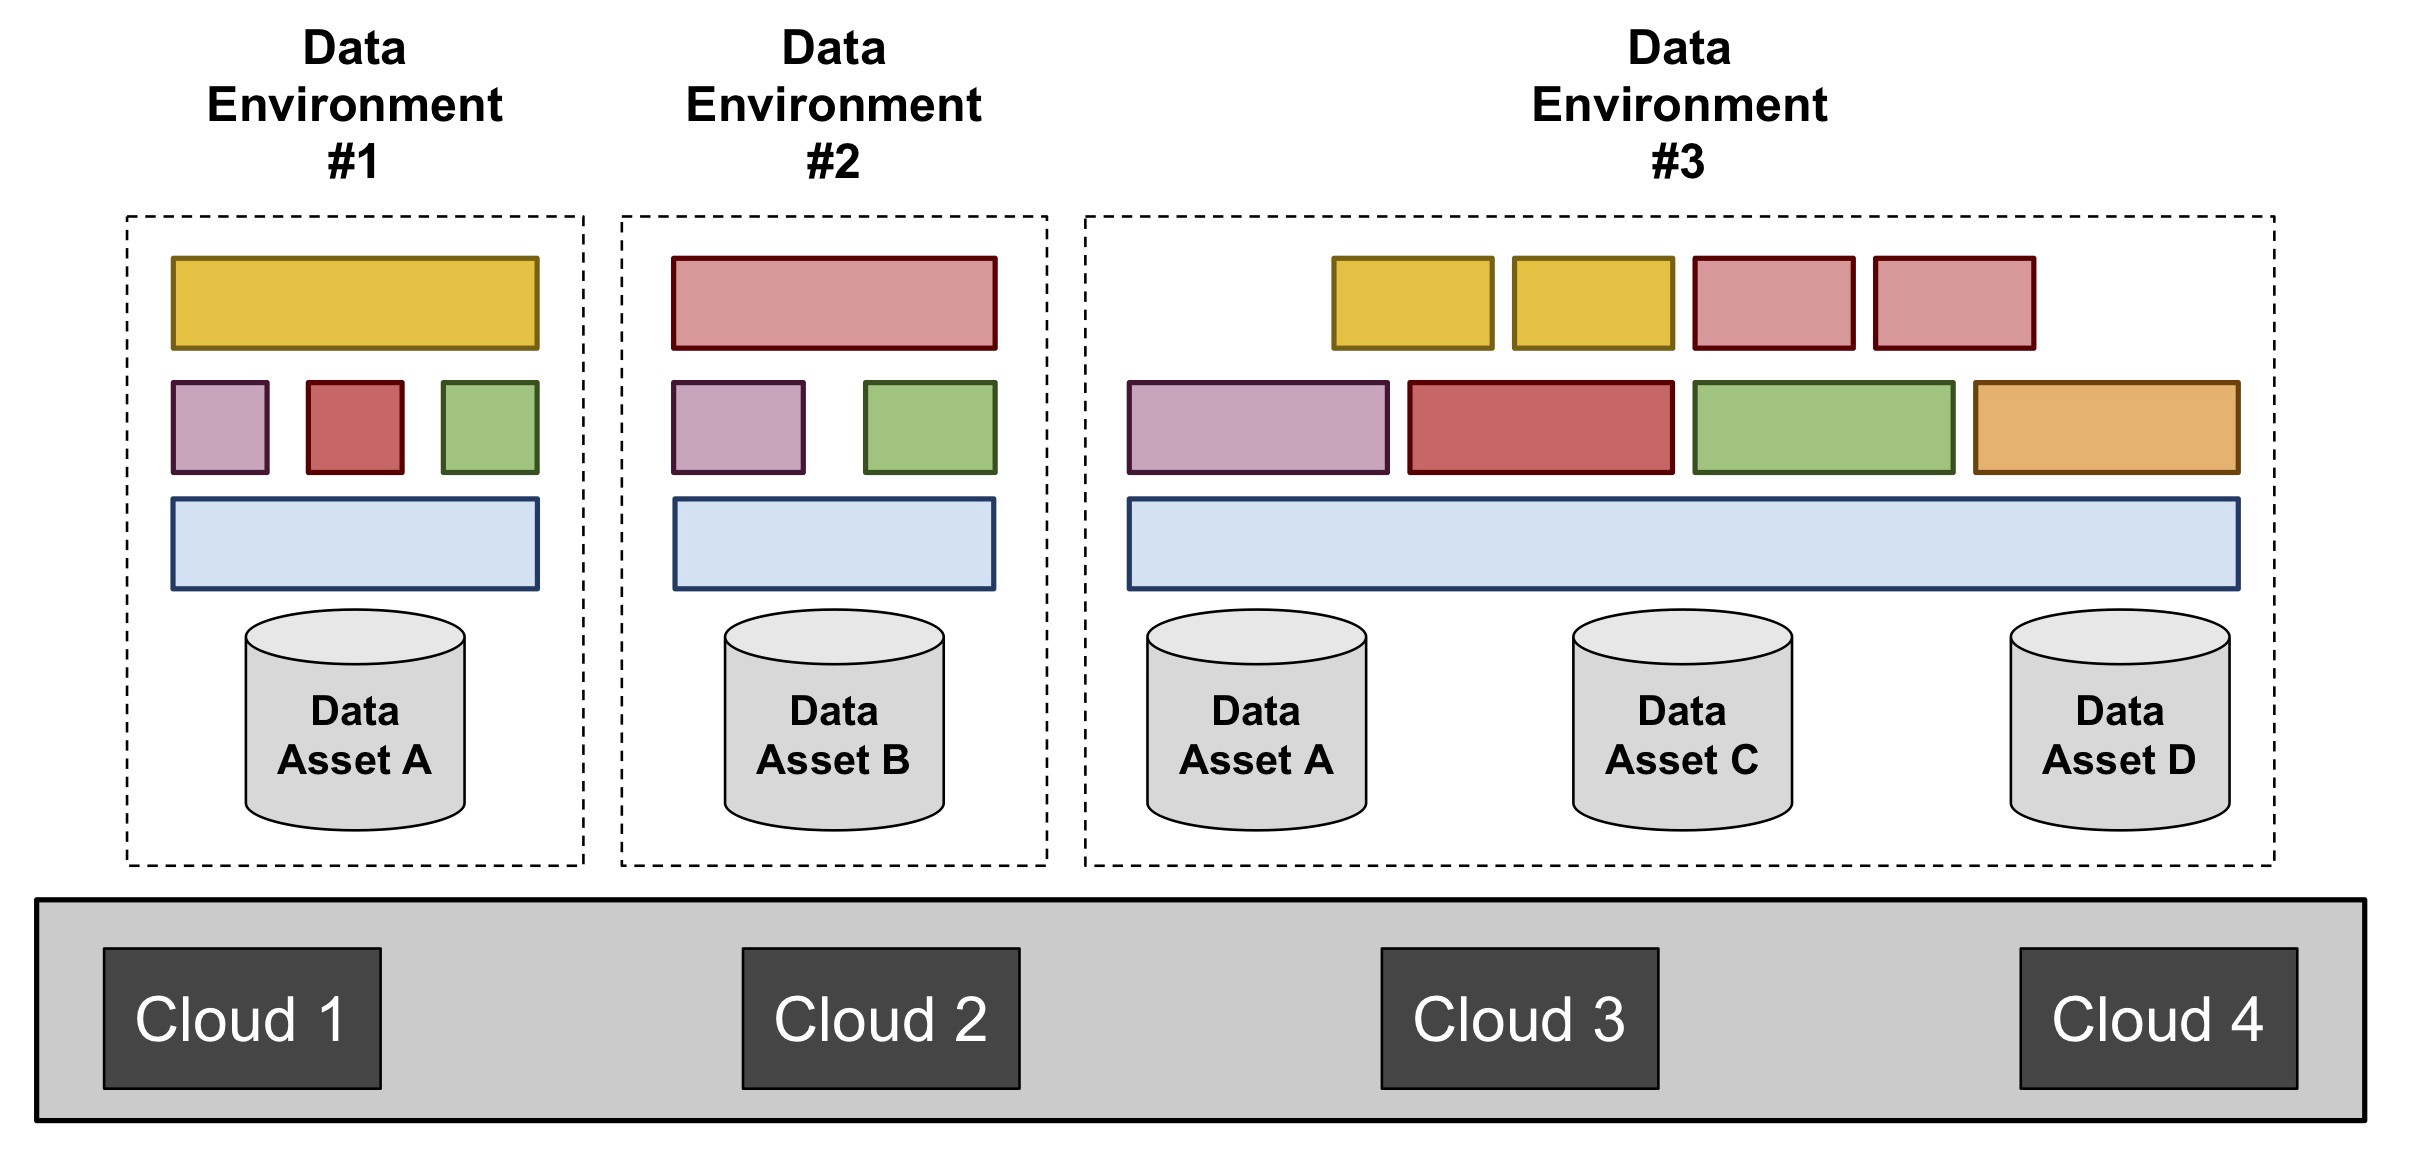 Data
Environment
#1
Data
Environment
#2
Data
Environment
#3
Data
Asset A
Data
Asset B
Data
Asset A
Data
Asset C
Data
Asset D
Cloud 1
Cloud 2
Cloud 3
Cloud 4